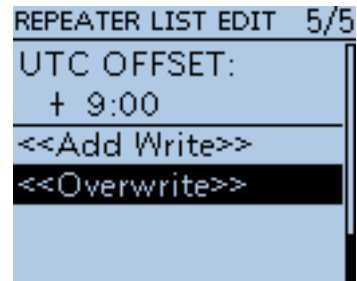 REPEATER LIST EDIT 5/5
UTC OFFSET:
+ 9:00
<<Add Write>>
<<Overwrite>>